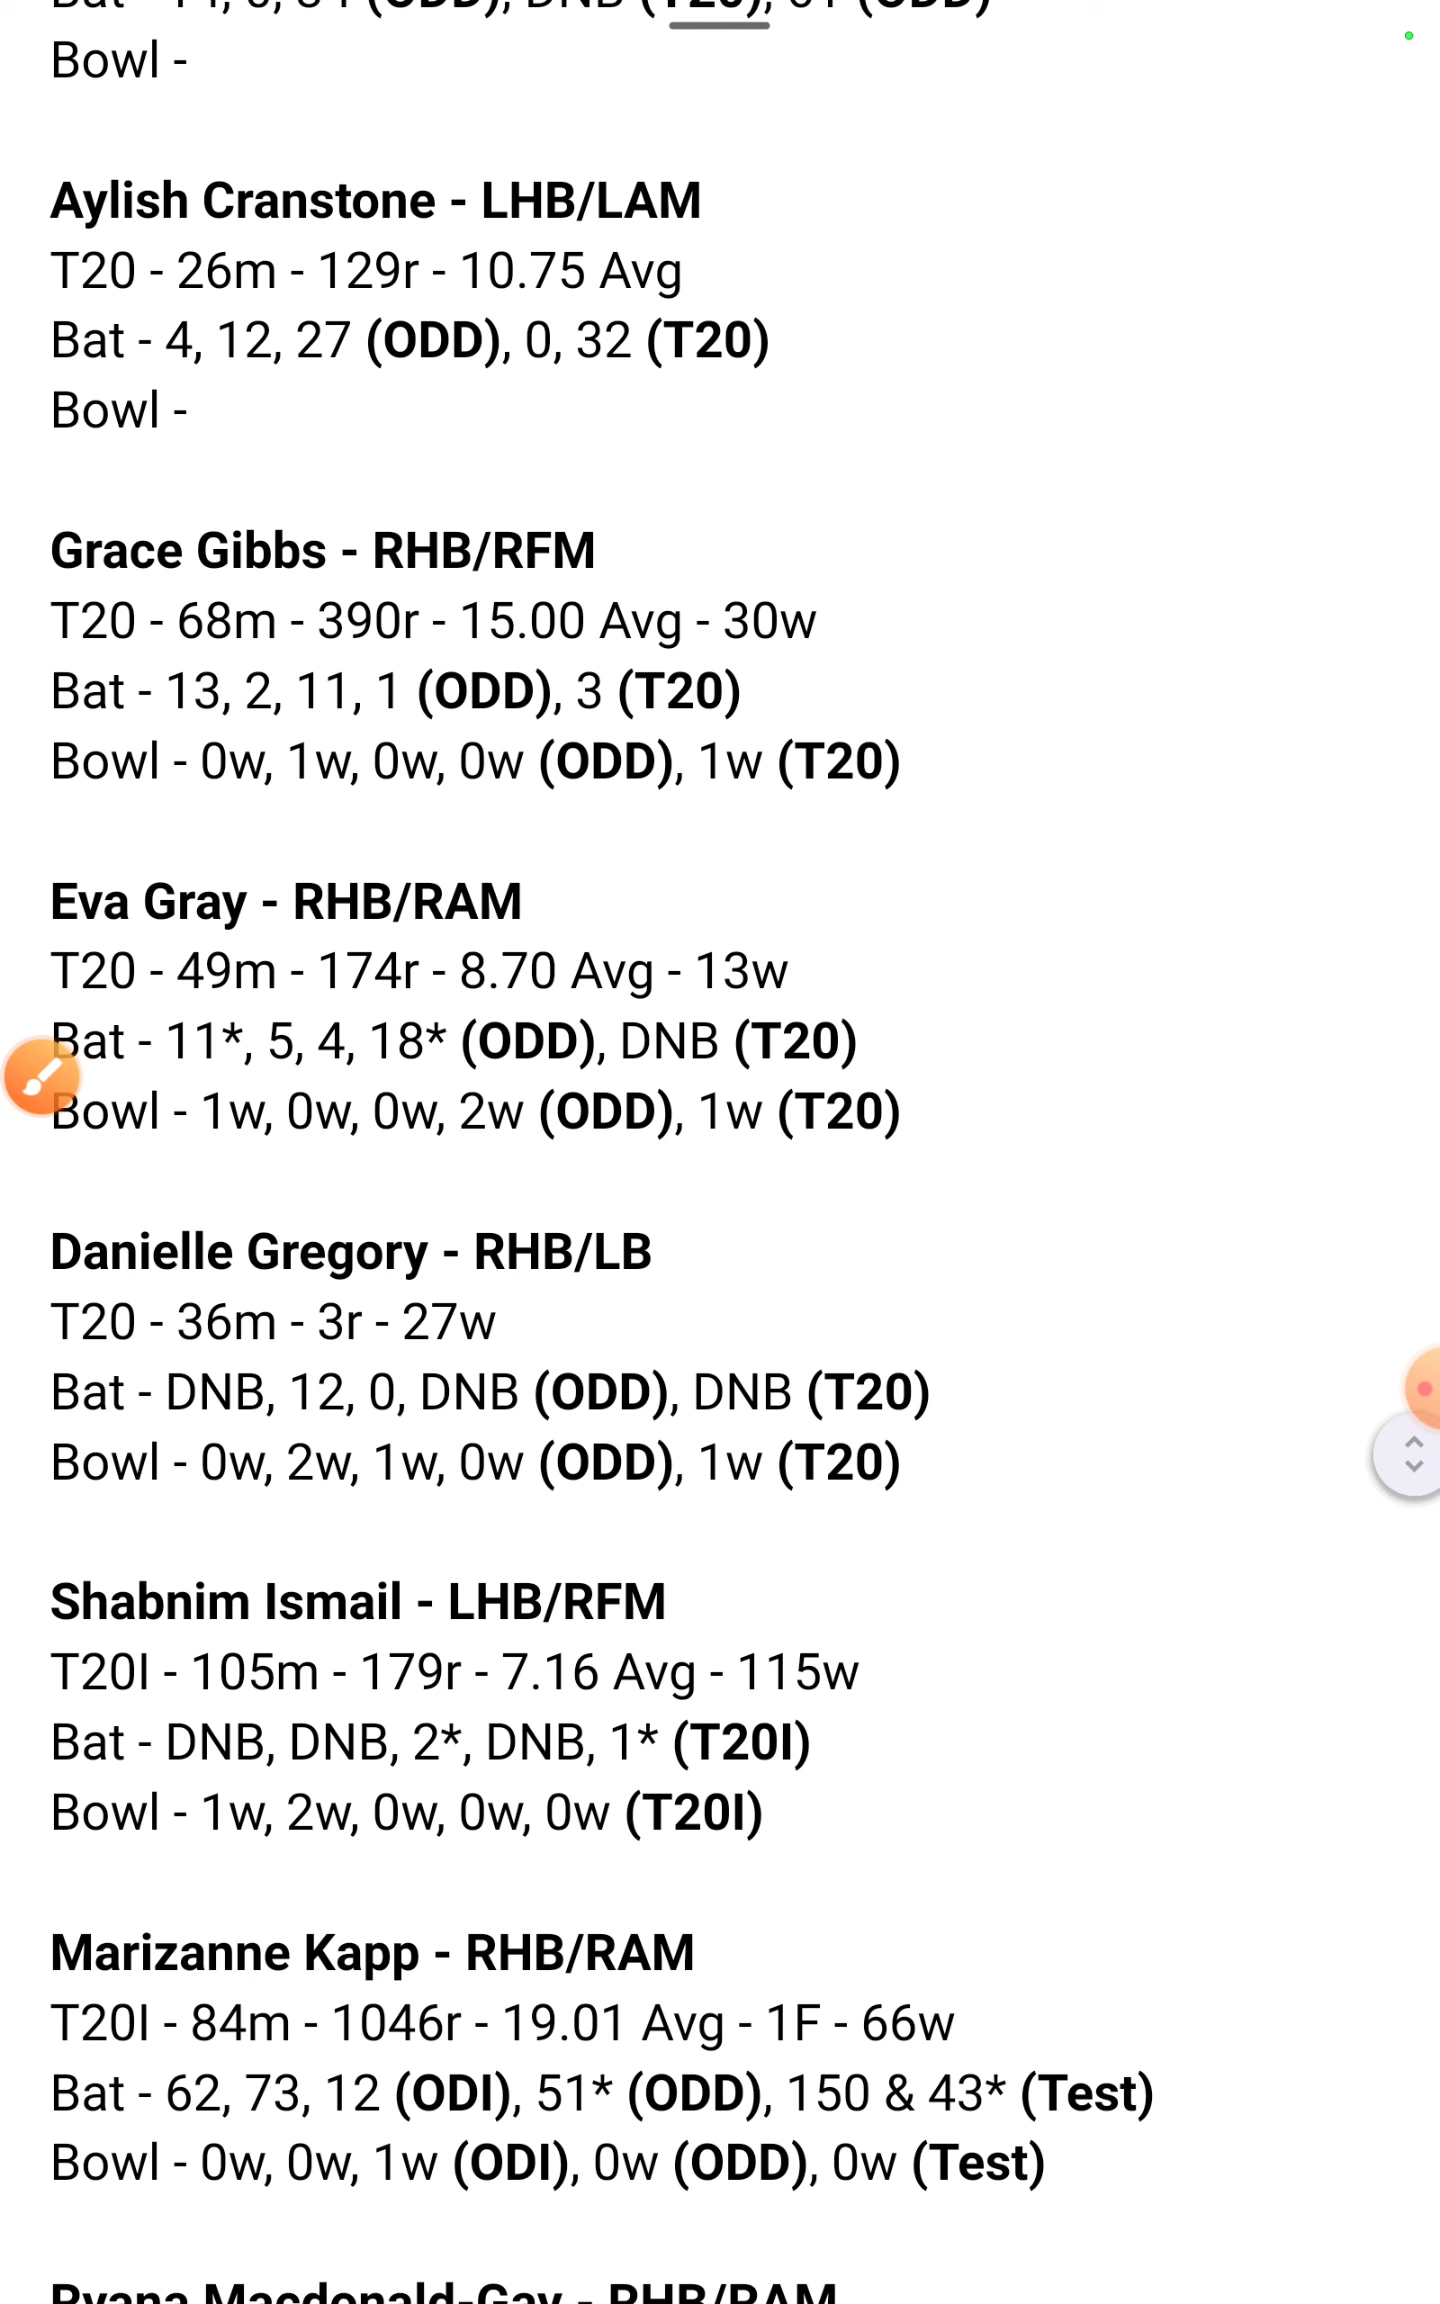 Bowl -
Aylish Cranstone - LHB/LAM
T20 - 26m - 129r - 10.75 Avg
Bat - 4, 12, 27 (ODD), 0, 32 (T20)
Bowl -
Grace Gibbs - RHB/RFM
T20 - 68m - 390r - 15.00 Avg - 30w
Bat - 13, 2, 11, 1 (ODD), 3 (T20)
Bowl - 0w, 1w, 0w, 0w (ODD), 1w (T20)
Eva Gray - RHB/RAM
T20 - 49m - 174r - 8.70 Avg - 13w
Bat - 11*, 5, 4, 18* (ODD), DNB (T20)
Bowl - 1w, 0w, 0w, 2w (ODD), 1w (T20)
Danielle Gregory - RHB/LB
T20 - 36m - 3r - 27w
Bat - DNB, 12, 0, DNB (ODD), DNB (T20)
Bowl - 0w, 2w, 1w, 0w (ODD), 1w (T20)
Shabnim Ismail - LHB/RFM
T20I - 105m - 179r - 7.16 Avg - 115w
Bat - DNB, DNB, 2*, DNB, 1* (T20I)
Bowl - 1w, 2w, 0w, 0w, 0w (T20I)
Marizanne Kapp - RHB/RAM
T20I - 84m - 1046r - 19.01 Avg - 1F - 66w
Bat - 62, 73, 12 (ODI), 51* (ODD), 150 & 43* (Test)
Bowl - 0w, 0w, 1w (ODI), 0w (ODD), 0w (Test)
Ryana Macdonald-Gay - RHB/RAM